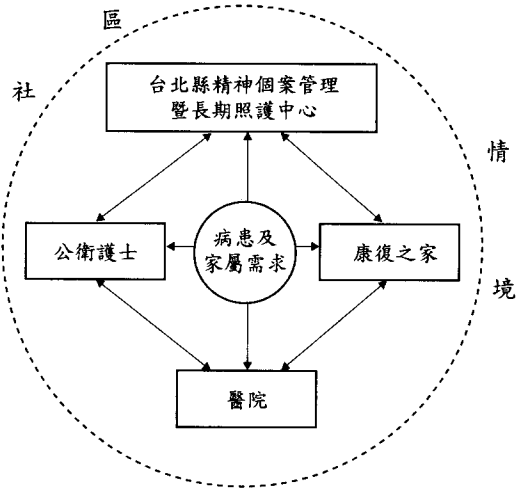 社區
情境
台北縣精神個案管理
暨長期照護中心
公衛護士
病患及
家屬需求
康復之家
醫院